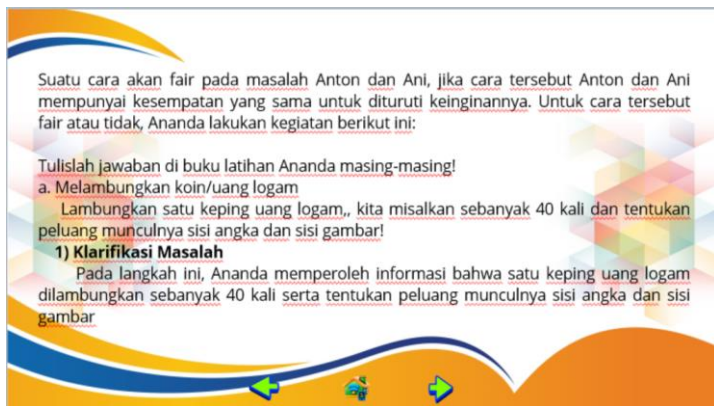 Suatu cara akan fair pada masalah Anton dan Ani, jika cara tersebut Anton dan Ani
mempunyai kesempatan yang sama untuk dituruti keinginannya. Untuk cara tersebut
fair atau tidak, Ananda lakukan kegiatan berikut ini:
Tulislah jawaban di buku latihan Ananda masing-masing!
a. Melambungkan koin/uang logam
Lambungkan satu keping uang logam,, kita misalkan sebanyak 40 kali dan tentukan
peluang munculnya sisi angka dan sisi gambar!
1) Klarifikasi Masalah
Pada langkah ini, Ananda memperoleh informasi bahwa satu keping uang logam
dilambungkan sebanyak 40 kali serta tentukan peluang munculnya sisi angka dan sisi
gambar